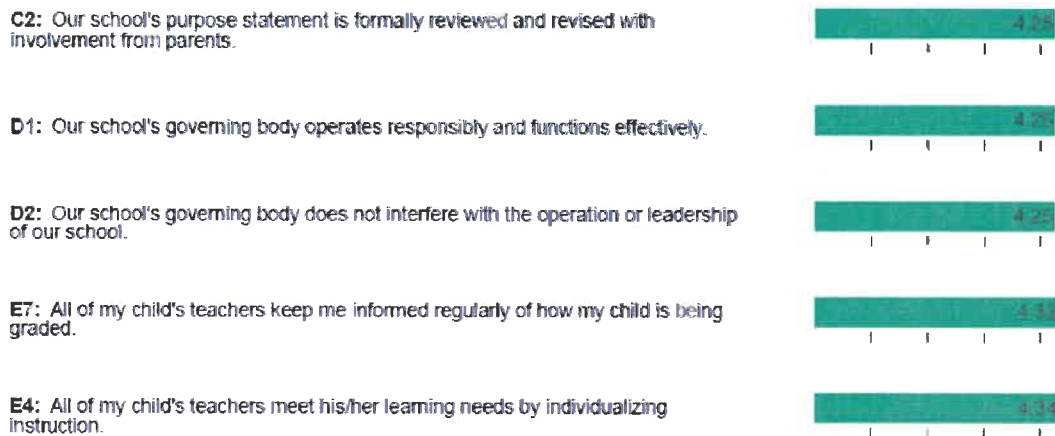 C2: Our school's purpose statement is formally reviewed and revised with
4.25
involvement from parents.
D1: Our school's governing body operates responsibly and functions effectively.
4.25
D2: Our school's governing body does not interfere with the operation or leadership
4.25
of our school.
E7: All of my child's teachers keep me informed regularly of how my child is being
4.33
graded.
E4: All of my child's teachers meet his/her learning needs by individualizing
4.34
instruction.